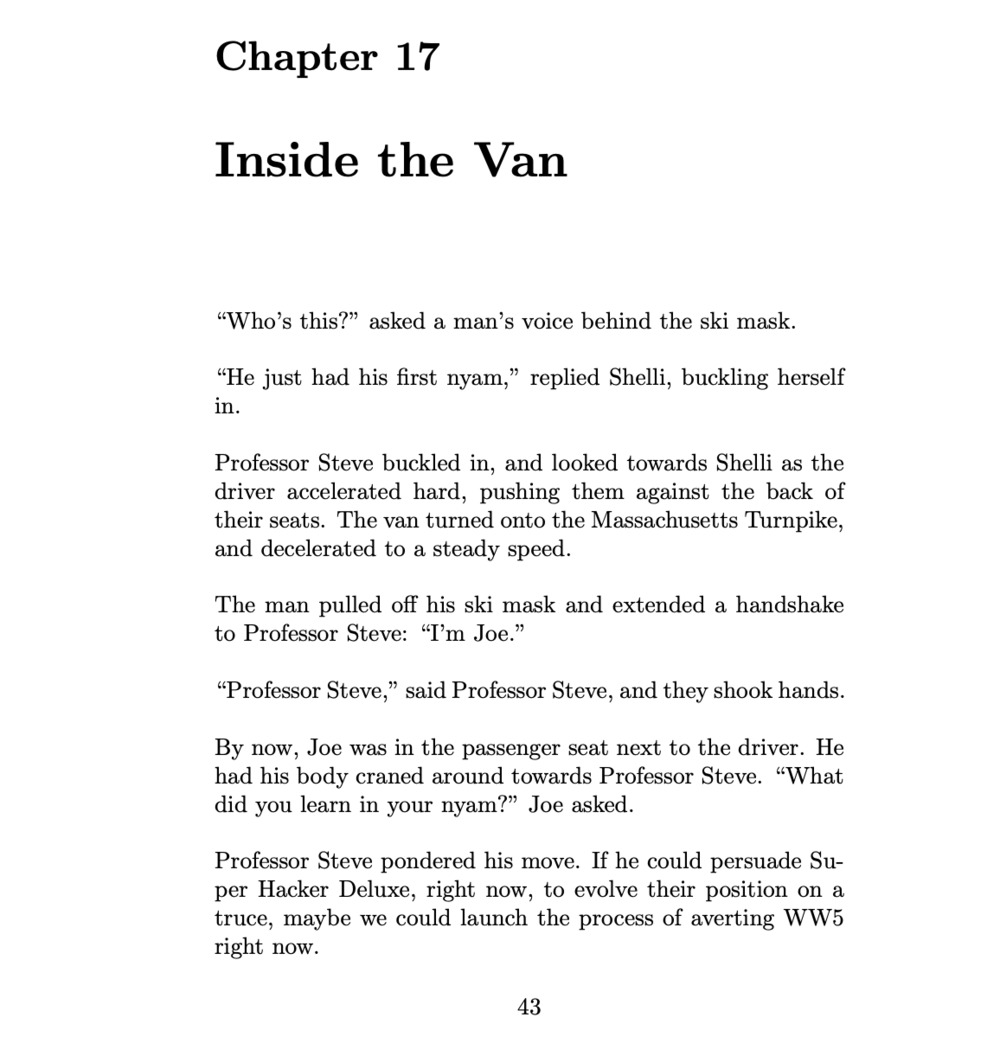 Chapter 17
Inside the Van
“Who’s this?” asked a man’s voice behind the ski mask.
“He just had his first nyam,” replied Shelli, buckling herself
in.
Professor Steve buckled in, and looked towards Shelli as the
driver accelerated hard, pushing them against the back of
their seats. The van turned onto the Massachusetts Turnpike,
and decelerated to a steady speed.
The man pulled off his ski mask and extended a handshake
to Professor Steve: “I’m Joe.”
“Professor Steve,” said Professor Steve, and they shook hands.
By now, Joe was in the passenger seat next to the driver. He
had his body craned around towards Professor Steve. “What
did you learn in your nyam?” Joe asked.
Professor Steve pondered his move. If he could persuade Su-
per Hacker Deluxe, right now, to evolve their position on a
truce, maybe we could launch the process of averting WW5
right now.
43